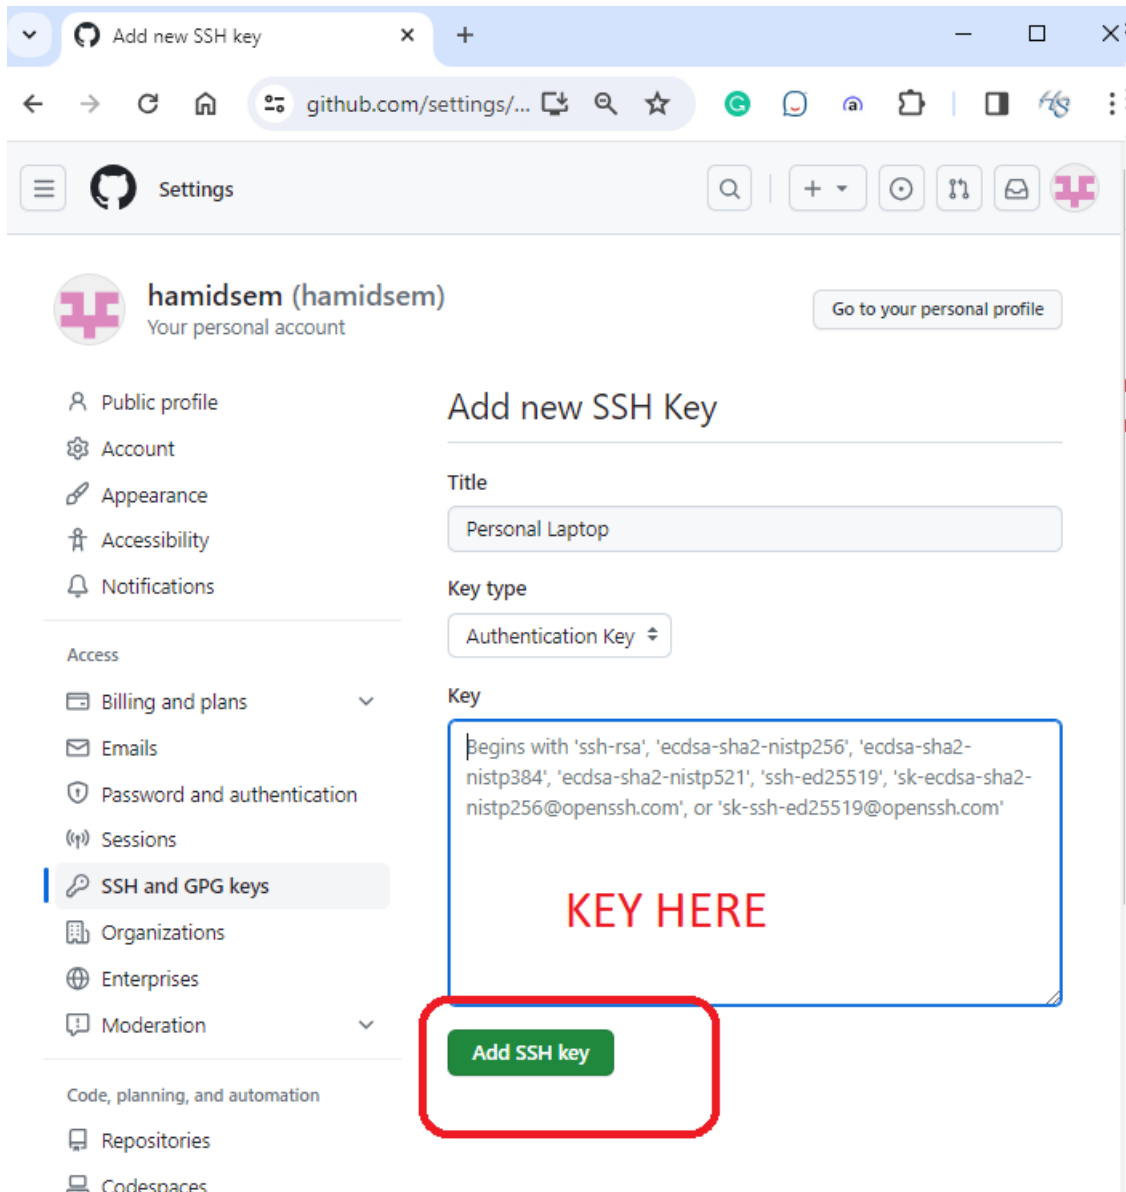 Add new SSH key
github.com/settings/...
Settings
hamidsem (hamidsem)
Your personal account
Go to your personal profile
Public profile
Account
Appearance
Accessibility
Notifications
Access
Billing and plans
Emails
Password and authentication
Sessions
SSH and GPG keys
Organizations
Enterprises
Moderation
Code, planning, and automation
Repositories
Codespaces
Add new SSH Key
Title
Personal Laptop
Key type
Authentication Key
Key
Begins with 'ssh-rsa', 'ecdsa-sha2-nistp256', 'ecdsa-sha2-
nistp384', 'ecdsa-sha2-nistp521', 'ssh-ed25519', 'sk-ecdsa-sha2-
nistp256@openssh.com', or 'sk-ssh-ed25519@openssh.com'
KEY HERE
Add SSH key